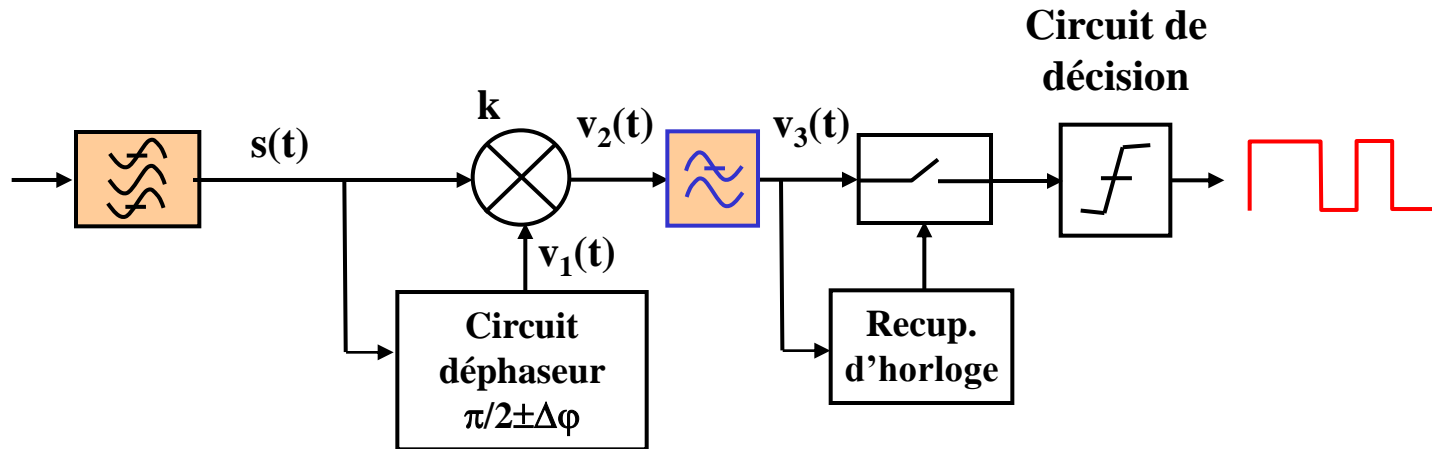 Circuit de
décision
k
s(t)
v₂(t)
v₃(t)
v₁(t)
Circuit
déphaseur
π/2±Δφ
Recup.
d’horloge